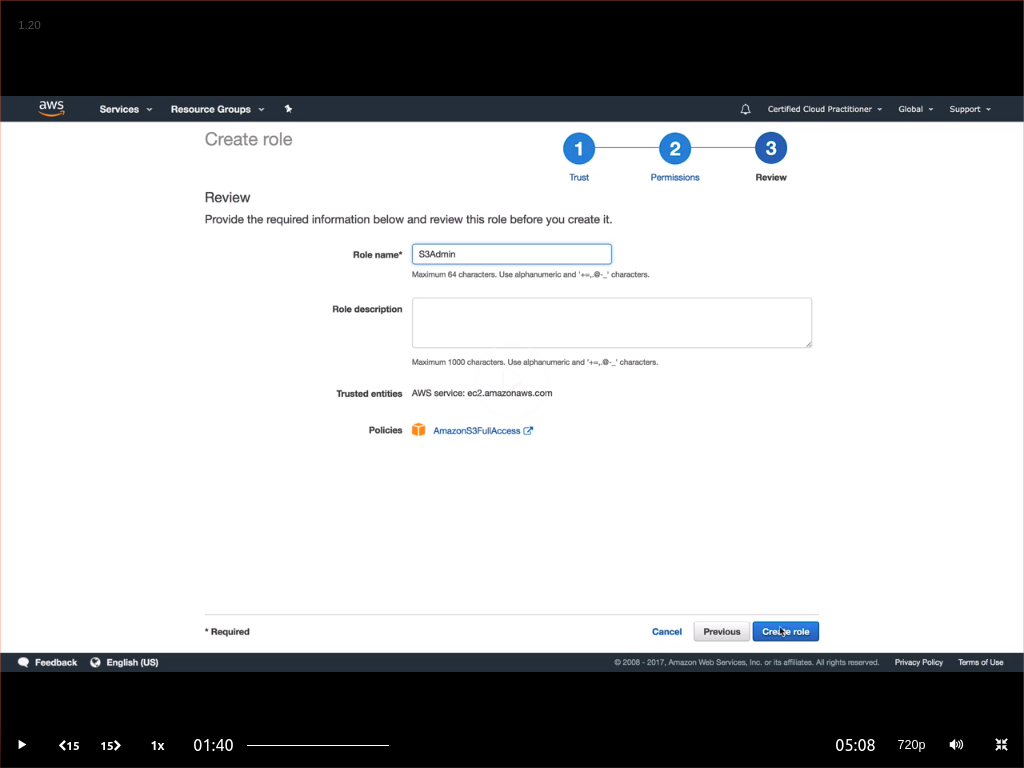 1.20
aws Services Resource Groups Certified Cloud Practitioner Global Support
Create role
1 2 3
Trust Permissions Review
Review
Provide the required information below and review this role before you create it.
Role name* S3Admin
Maximum 64 characters. Use alphanumeric and '+=,.@-_' characters.
Role description
Maximum 1000 characters. Use alphanumeric and '+=,.@-_' characters.
Trusted entities AWS service: ec2.amazonaws.com
Policies AmazonS3FullAccess
* Required Cancel Previous Create role
Feedback English (US) © 2008 - 2017, Amazon Web Services, Inc. or its affiliates. All rights reserved. Privacy Policy Terms of Use
15 15 1x 01:40 05:08 720p